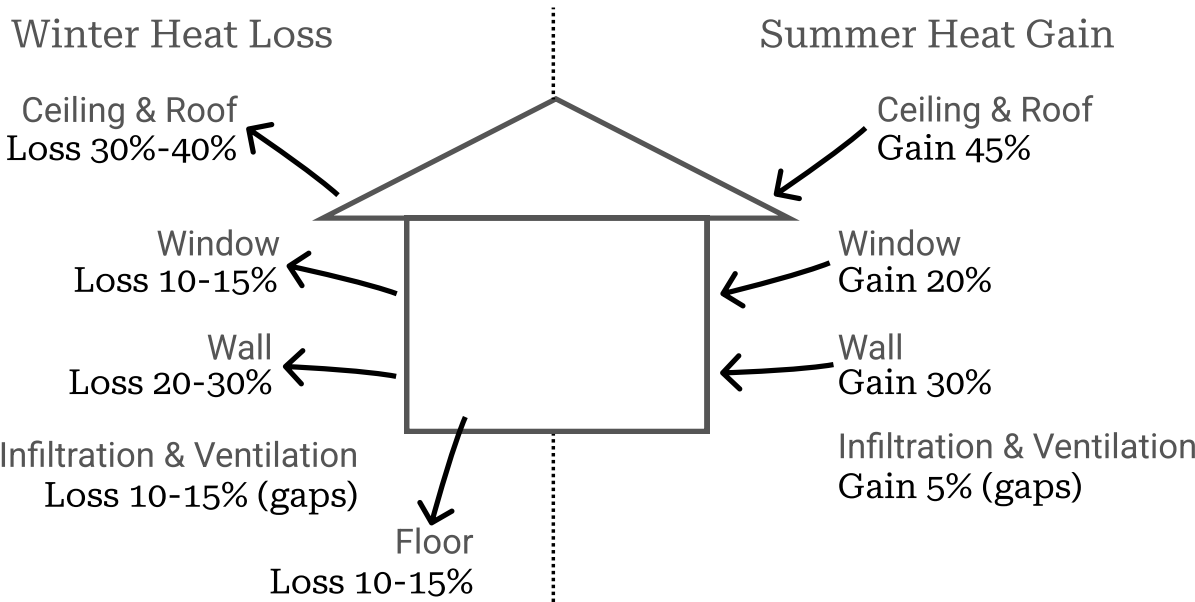 Winter Heat Loss
Summer Heat Gain
Ceiling & Roof
Loss 30%-40%
Window
Loss 10-15%
Wall
Loss 20-30%
Infiltration & Ventilation
Loss 10-15% (gaps)
Floor
Loss 10-15%
Ceiling & Roof
Gain 45%
Window
Gain 20%
Wall
Gain 30%
Infiltration & Ventilation
Gain 5% (gaps)